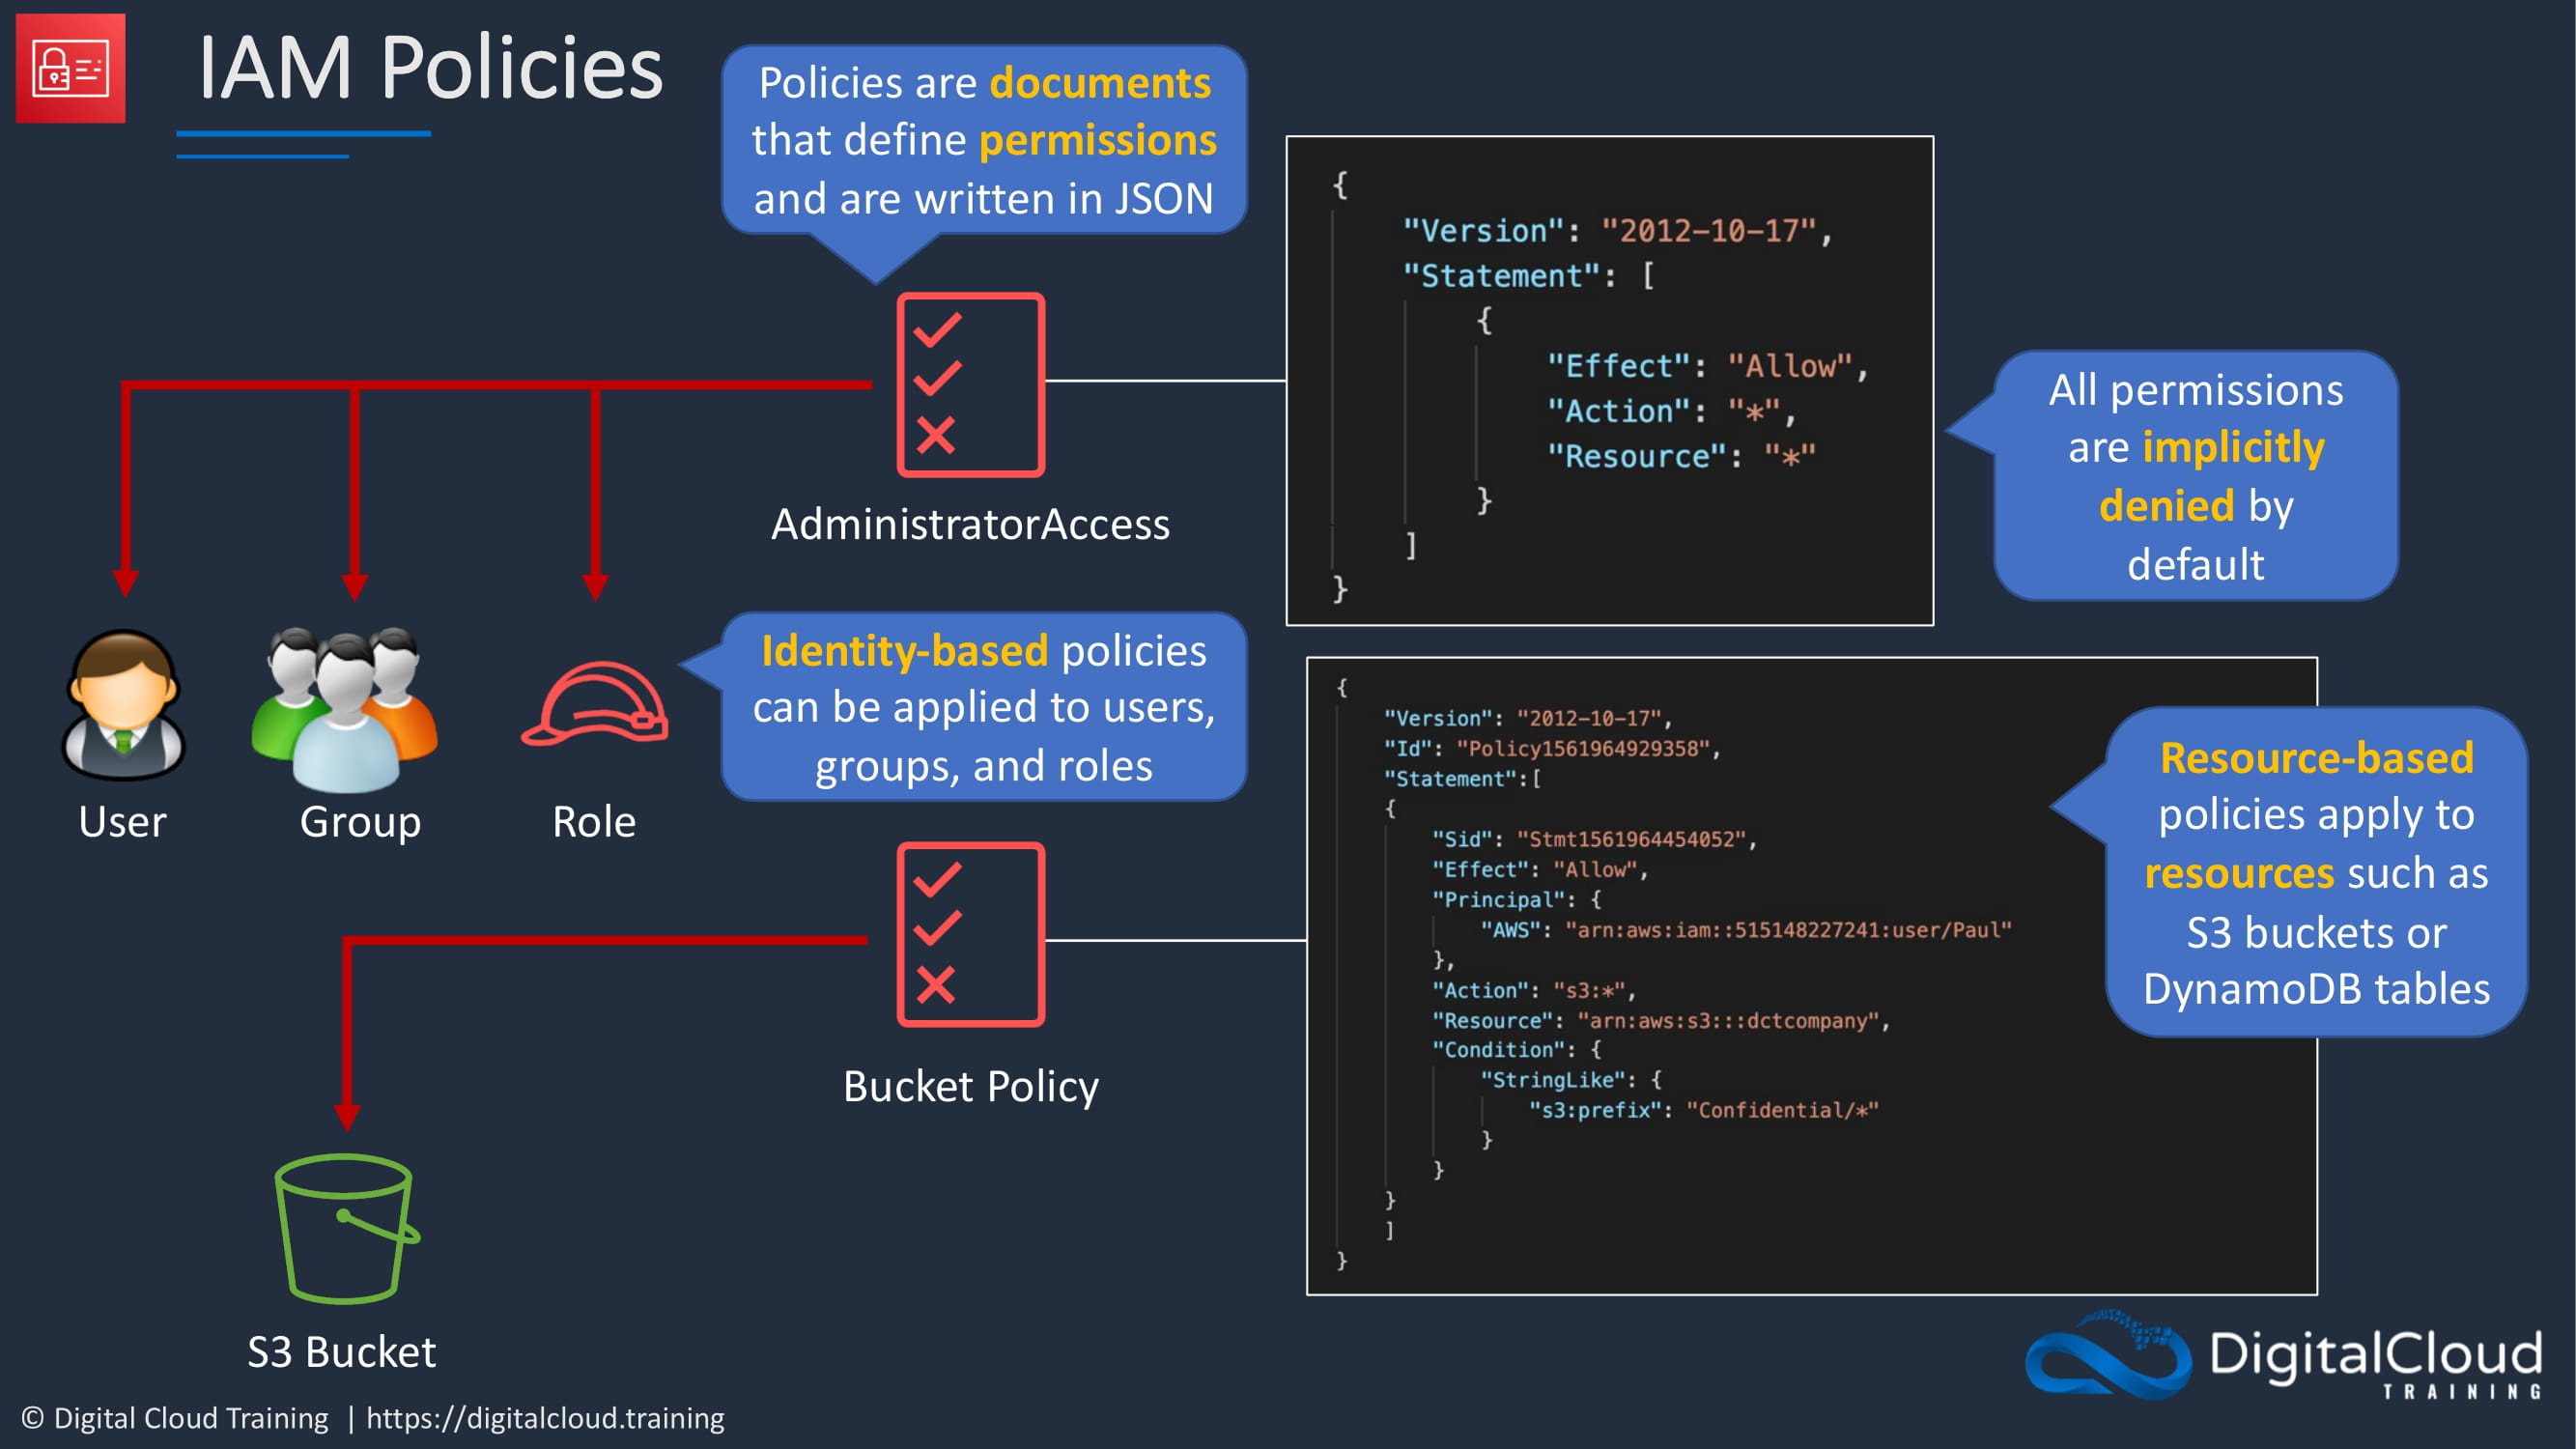 IAM Policies
Policies are documents
that define permissions
and are written in JSON
{
"Version": "2012-10-17",
"Statement": [
{
"Effect": "Allow",
"Action": "*",
"Resource": "*"
}
]
}
All permissions
are implicitly
denied by
default
AdministratorAccess
User
Group
Role
Identity-based policies
can be applied to users,
groups, and roles
{
"Version": "2012-10-17",
"Id": "Policy1561964929358",
"Statement":[
{
"Sid": "Stmt1561964454052",
"Effect": "Allow",
"Principal": {
"AWS": "arn:aws:iam::515148227241:user/Paul"
},
"Action": "s3:*",
"Resource": "arn:aws:s3:::dctcompany",
"Condition": {
"StringLike": {
"s3:prefix": "Confidential/*"
}
}
}
]
}
Resource-based
policies apply to
resources such as
S3 buckets or
DynamoDB tables
Bucket Policy
S3 Bucket
© Digital Cloud Training | https://digitalcloud.training
DigitalCloud
TRAINING